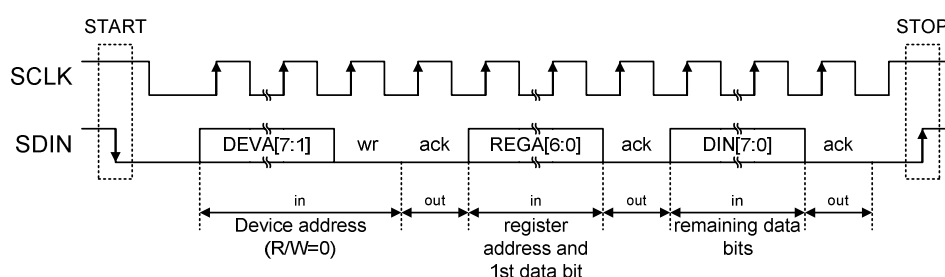 START STOP
SCLK
SDIN DEVA[7:1] wr ack REGA[6:0] ack DIN[7:0] ack
in out in out in out
Device address register remaining data
(R/W=0) address and bits
1st data bit